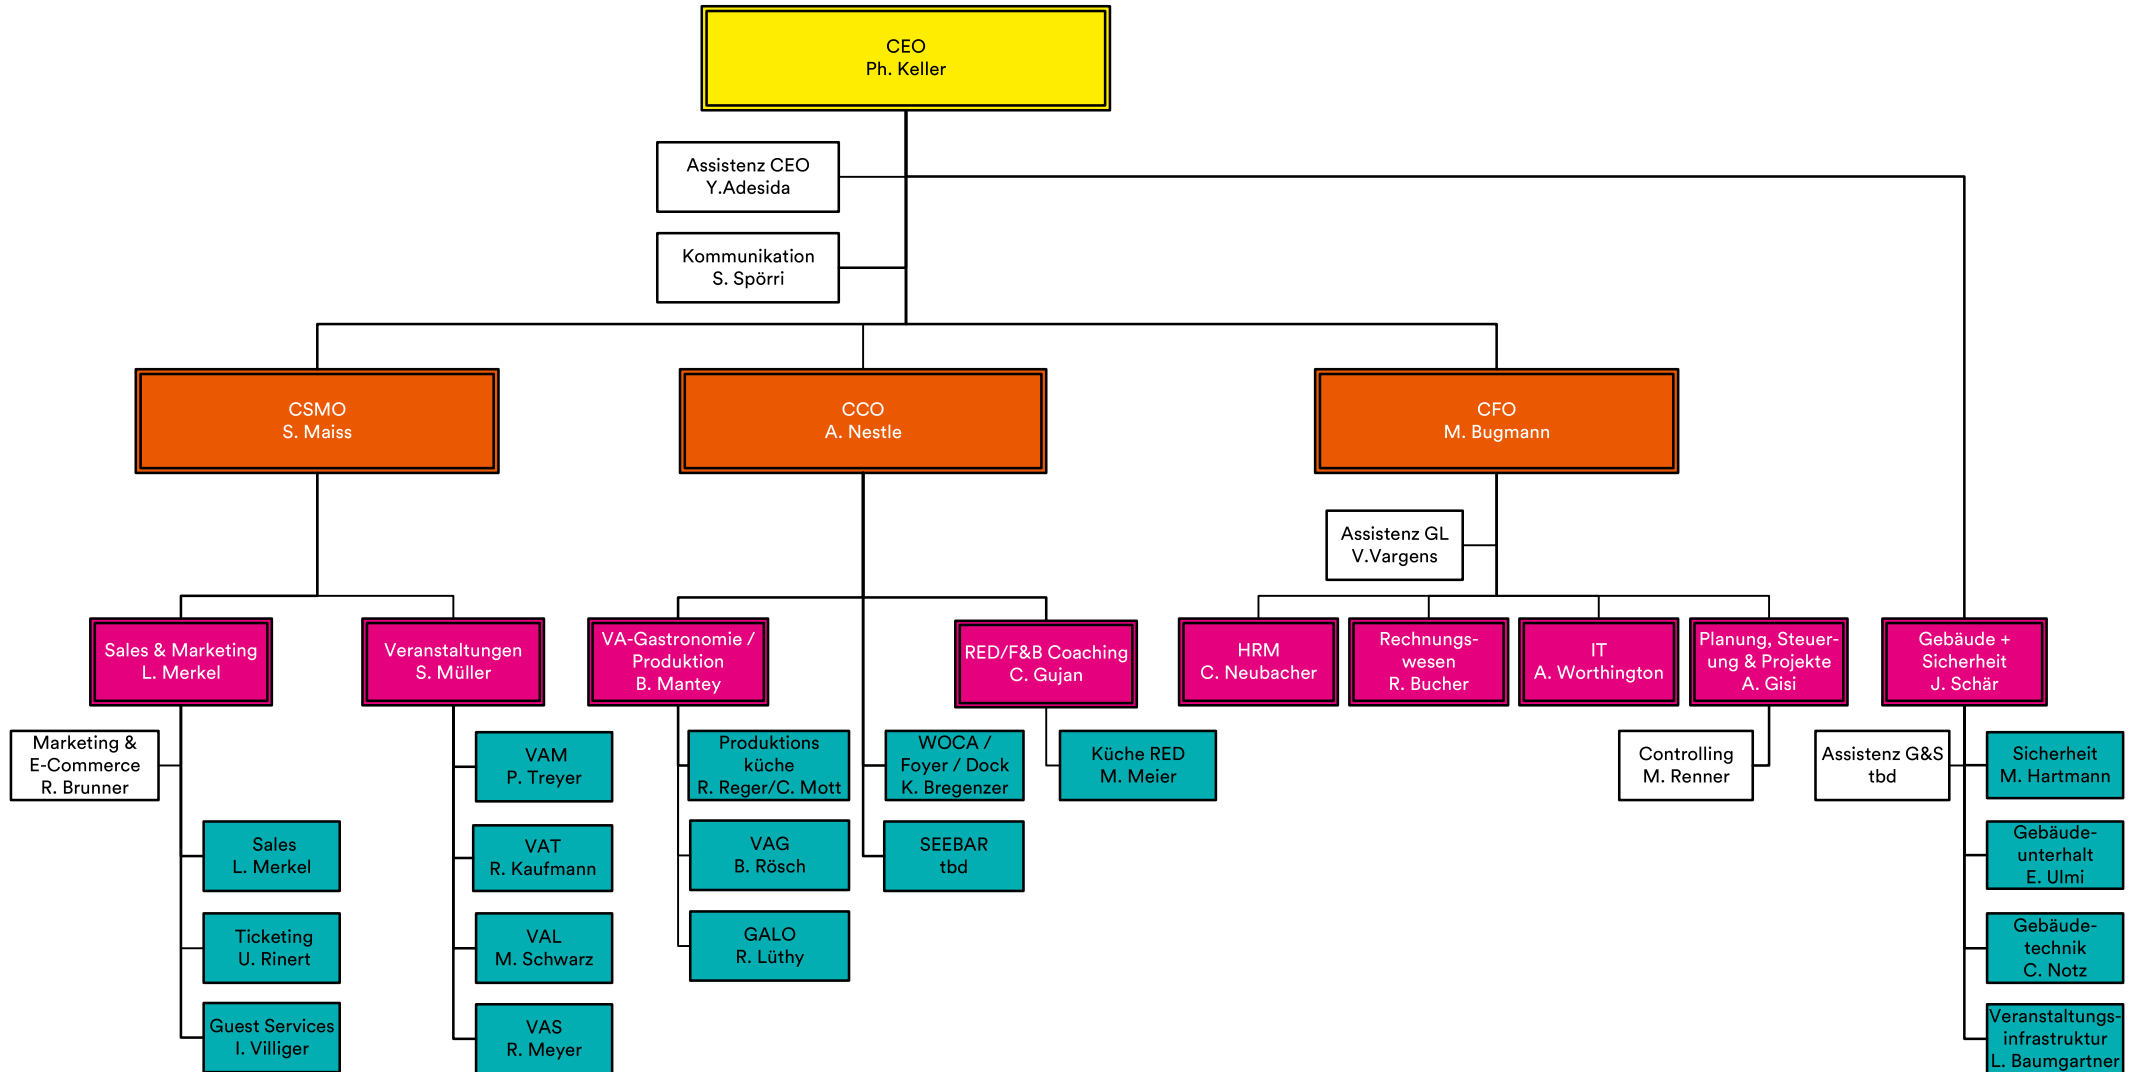 CEO
Ph. Keller
Assistenz CEO
Y.Adesida
Kommunikation
S. Spörri
CSMO
S. Maiss
CCO
A. Nestle
CFO
M. Bugmann
Assistenz GL
V.Vargens
Sales & Marketing
L. Merkel
Veranstaltungen
S. Müller
VA-Gastronomie /
Produktion
B. Mantey
RED/F&B Coaching
C. Gujan
HRM
C. Neubacher
Rechnungs-
wesen
R. Bucher
IT
A. Worthington
Planung, Steuer-
ung & Projekte
A. Gisi
Gebäude +
Sicherheit
J. Schär
Marketing &
E-Commerce
R. Brunner
VAM
P. Treyer
Produktions
küche
R. Reger/C. Mott
WOCA /
Foyer / Dock
K. Bregenzer
Küche RED
M. Meier
Controlling
M. Renner
Assistenz G&S
tbd
Sicherheit
M. Hartmann
Sales
L. Merkel
VAT
R. Kaufmann
VAG
B. Rösch
SEEBAR
tbd
Gebäude-
unterhalt
E. Ulmi
Ticketing
U. Rinert
VAL
M. Schwarz
GALO
R. Lüthy
Gebäude-
technik
C. Notz
Guest Services
I. Villiger
VAS
R. Meyer
Veranstaltungs-
infrastruktur
L. Baumgartner